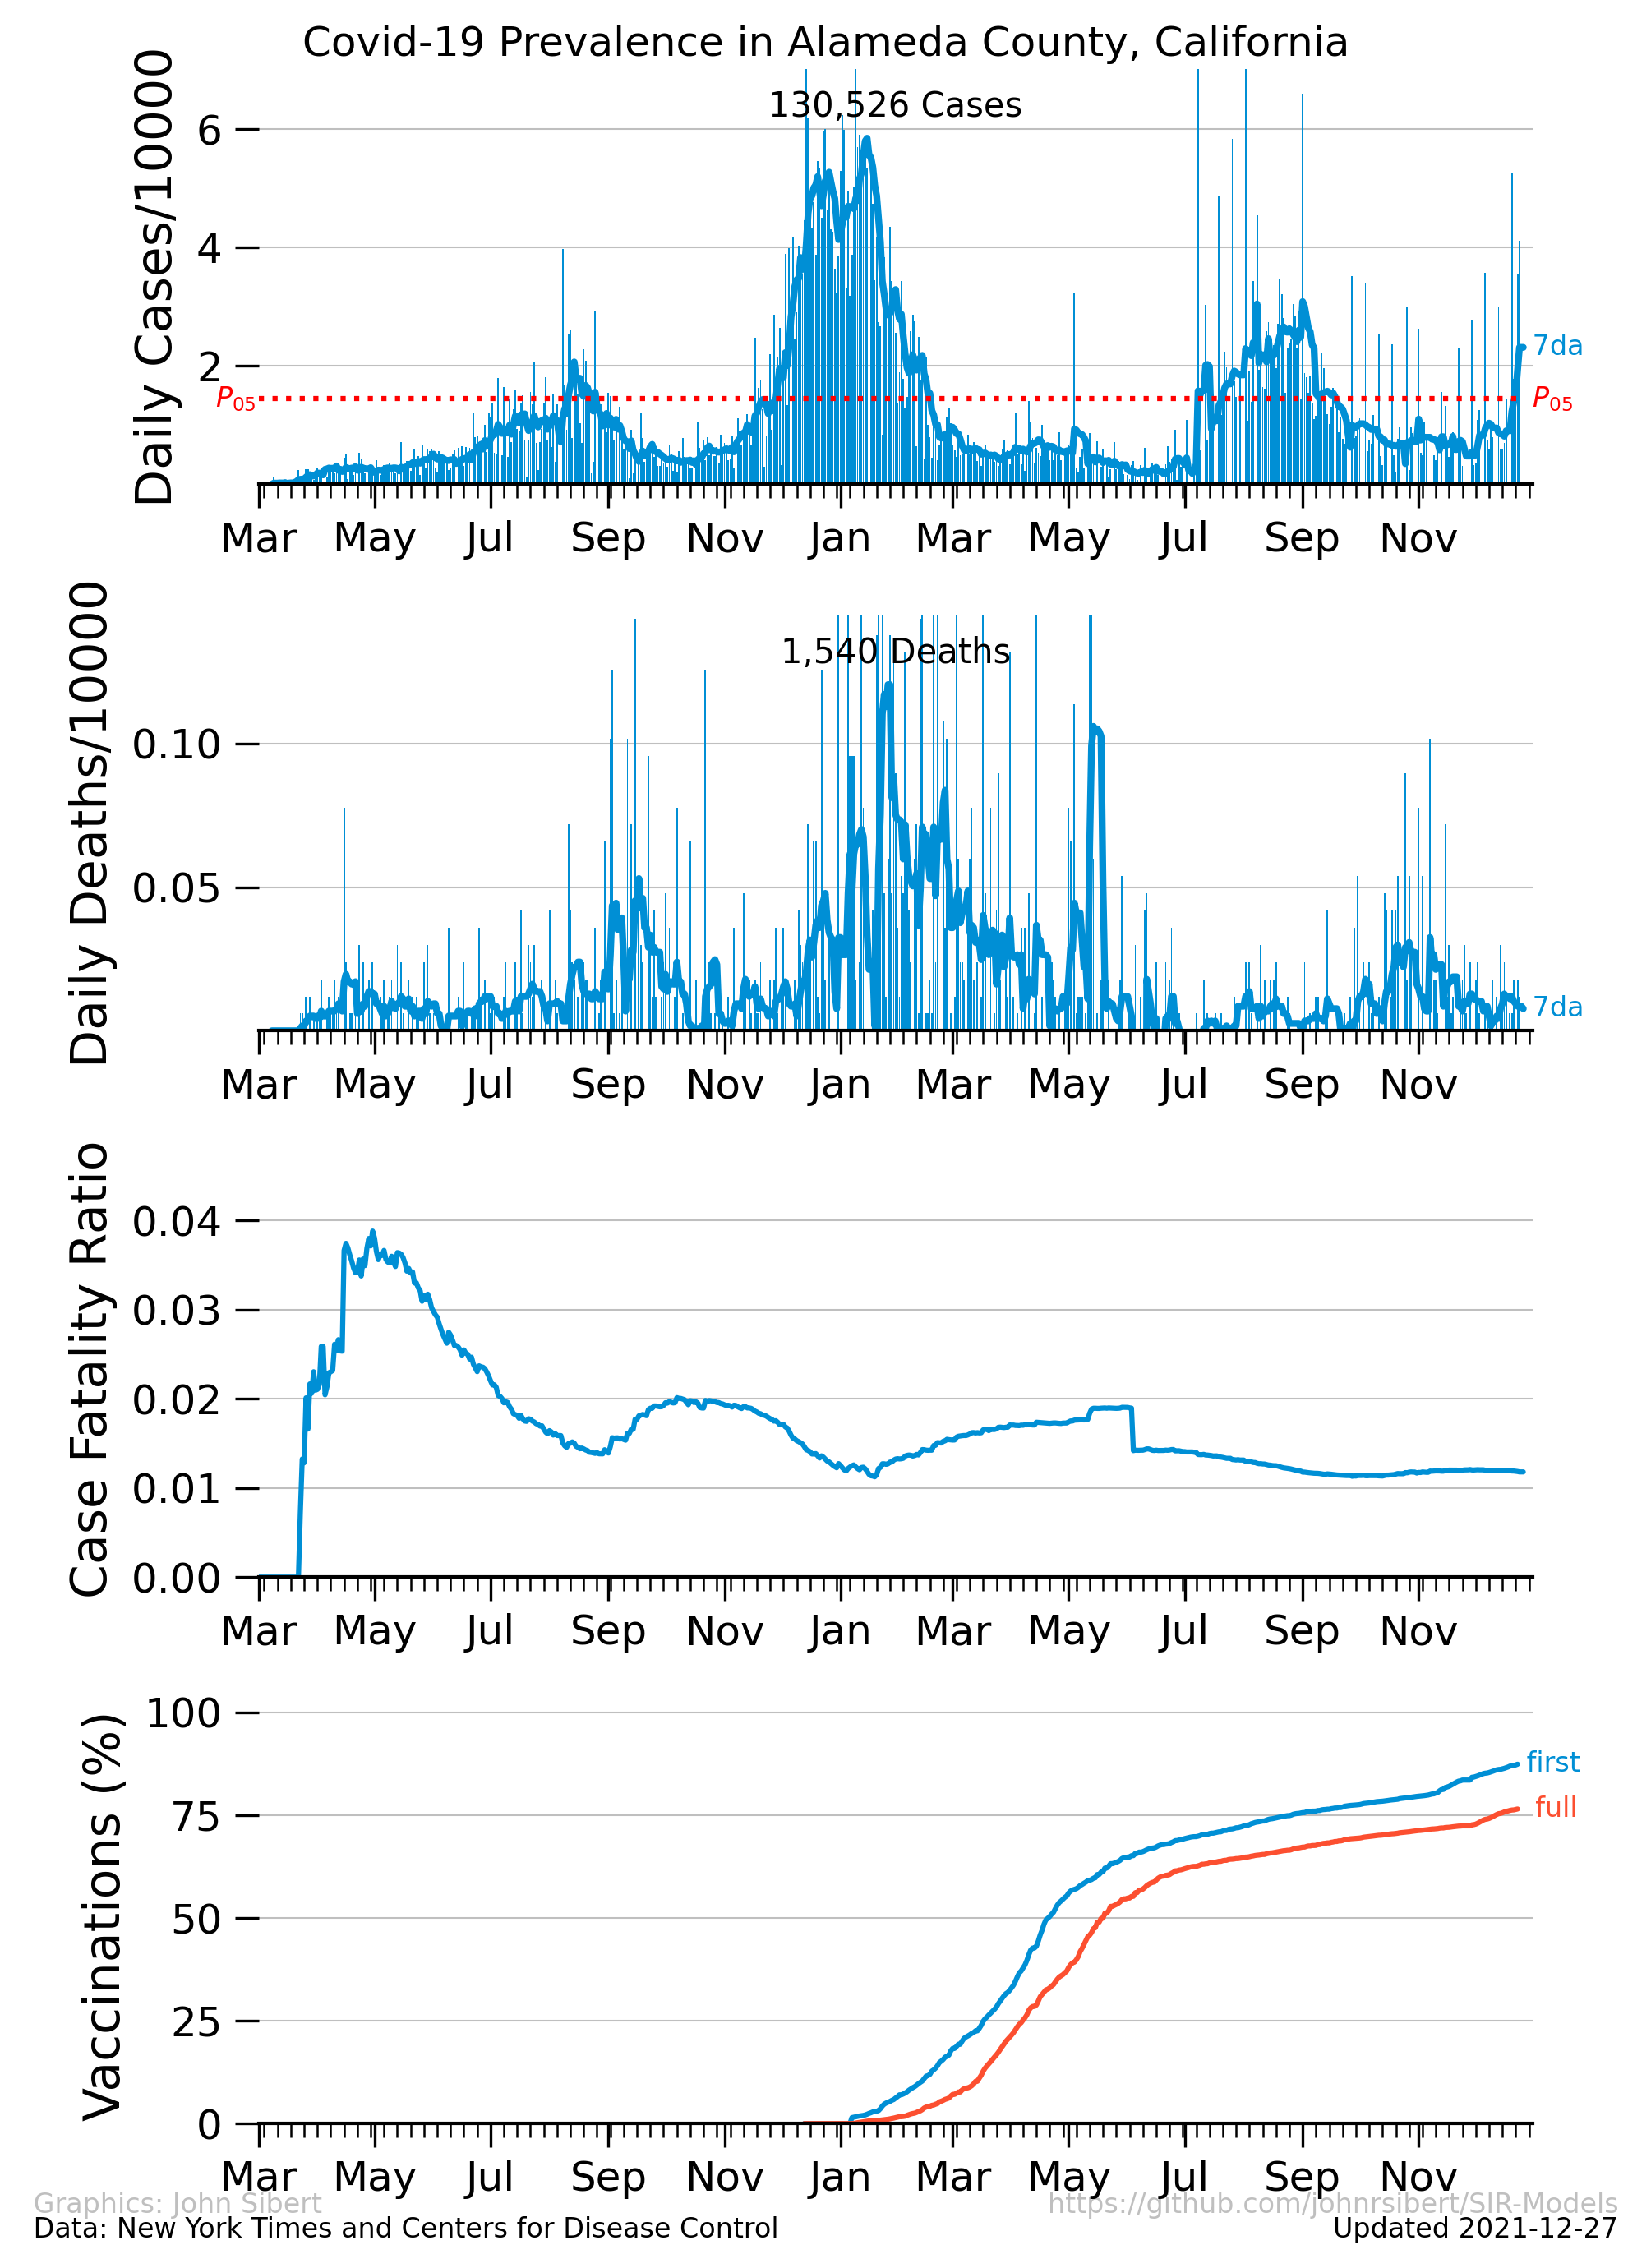 Covid-19 Prevalence in Alameda County, California
Daily Cases/10000
130,526 Cases
6
4
2
P05
7da
P05
Mar May Jul Sep Nov Jan Mar May Jul Sep Nov
Daily Deaths/10000
1,540 Deaths
0.10
0.05
7da
Mar May Jul Sep Nov Jan Mar May Jul Sep Nov
Case Fatality Ratio
0.04
0.03
0.02
0.01
0.00
Mar May Jul Sep Nov Jan Mar May Jul Sep Nov
Vaccinations (%)
100
75
50
25
0
first
full
Mar May Jul Sep Nov Jan Mar May Jul Sep Nov
Graphics: John Sibert
https://github.com/johnrsibert/SIR-Models
Data: New York Times and Centers for Disease Control
Updated 2021-12-27